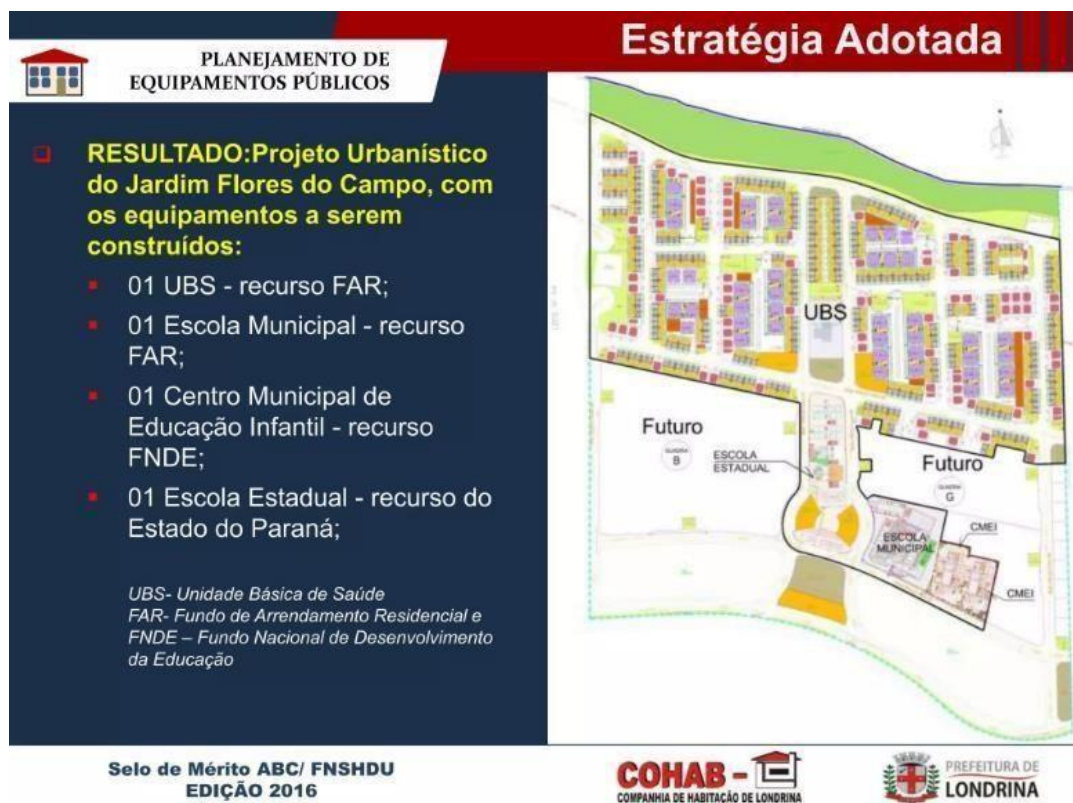 Estratégia Adotada
PLANEJAMENTO DE
EQUIPAMENTOS PÚBLICOS
RESULTADO:Projeto Urbanístico
do Jardim Flores do Campo, com
os equipamentos a serem
construídos:
01 UBS - recurso FAR;
01 Escola Municipal - recurso
FAR;
01 Centro Municipal de
Educação Infantil - recurso
FNDE;
01 Escola Estadual - recurso do
Estado do Paraná;
UBS- Unidade Básica de Saúde
FAR- Fundo de Arrendamento Residencial e
FNDE – Fundo Nacional de Desenvolvimento
da Educação
UBS
Futuro
QUADRA
B
ESCOLA
ESTADUAL
Futuro
QUADRA
G
ESCOLA
MUNICIPAL
CMEI
CMEI
Selo de Mérito ABC/ FNSHDU
EDIÇÃO 2016
COHAB -
COMPANHIA DE HABITAÇÃO DE LONDRINA
PREFEITURA DE
LONDRINA